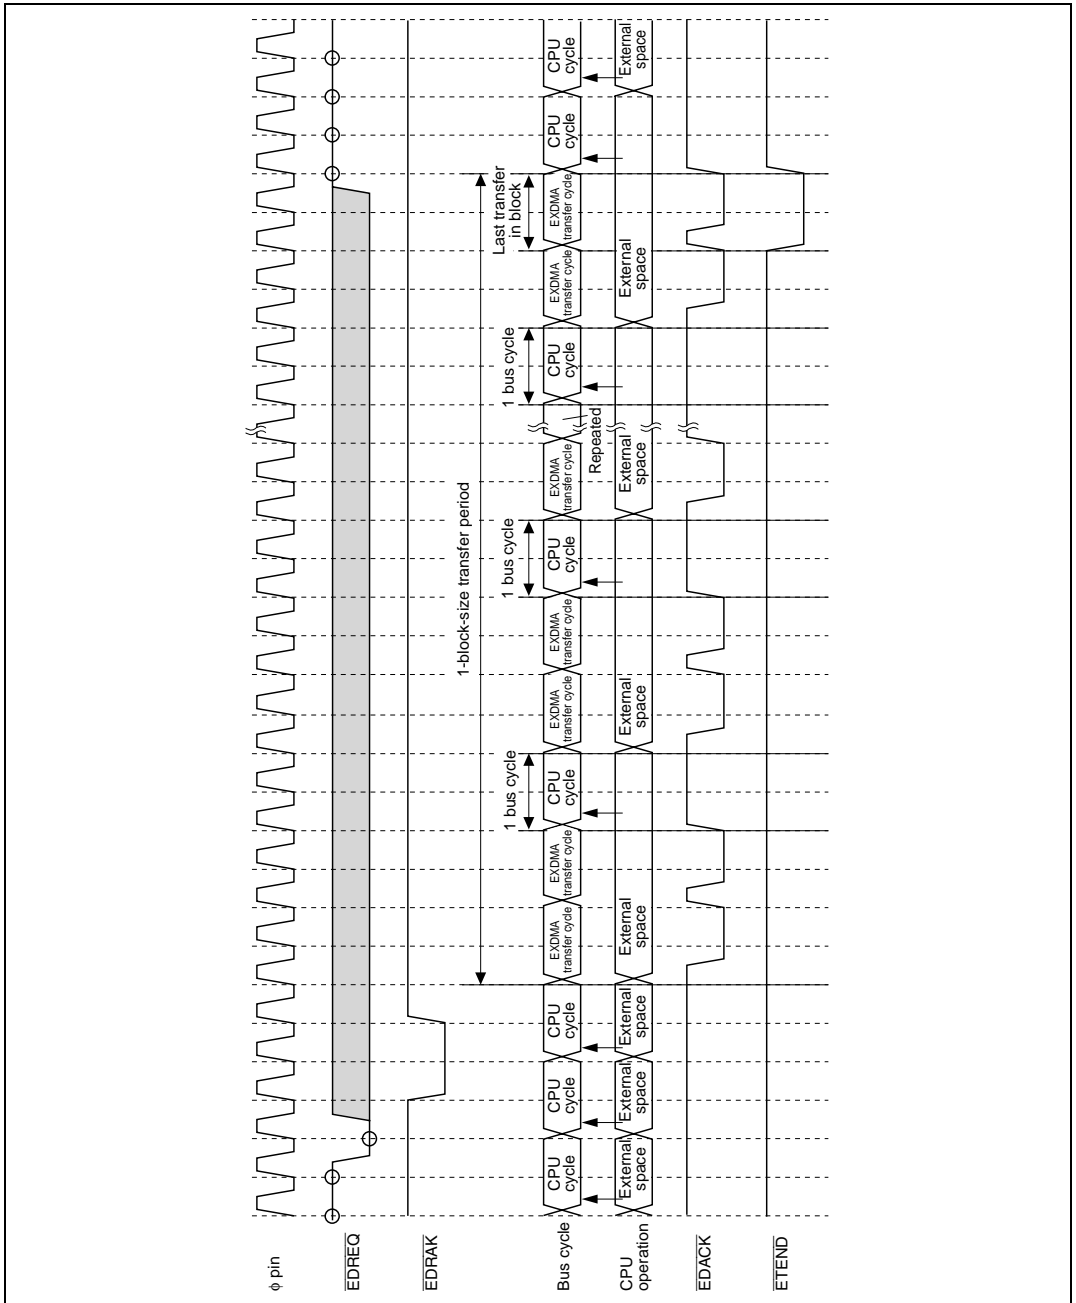 φ pin
EDREQ
EDRAK
1-block-size transfer period
1 bus cycle
1 bus cycle
1 bus cycle
Last transfer
in block
Bus cycle
CPU
cycle
CPU
cycle
CPU
cycle
EXDMA
transfer cycle
EXDMA
transfer cycle
CPU
cycle
EXDMA
transfer cycle
EXDMA
transfer cycle
CPU
cycle
EXDMA
transfer cycle
Repeated
CPU
cycle
EXDMA
transfer cycle
EXDMA
transfer cycle
CPU
cycle
CPU
cycle
CPU
operation
External
space
External
space
External
space
External
space
External
space
External
space
External
space
External
space
EDACK
ETEND